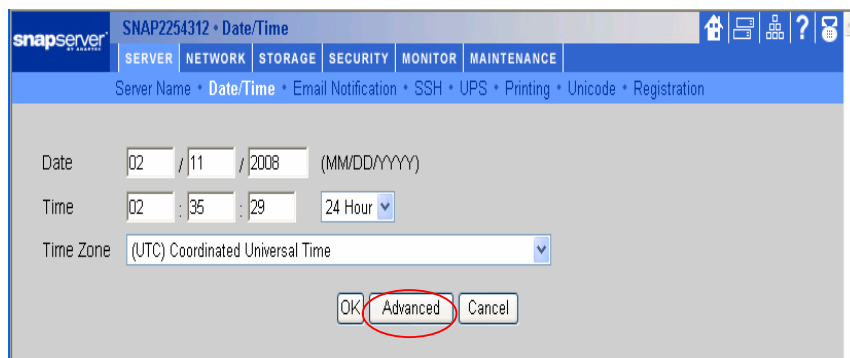 snapserver
BY ADAPTEC
SNAP2254312 • Date/Time
?
SERVER NETWORK STORAGE SECURITY MONITOR MAINTENANCE
Server Name • Date/Time • Email Notification • SSH • UPS • Printing • Unicode • Registration
Date 02 / 11 / 2008 (MM/DD/YYYY)
Time 02 : 35 : 29 24 Hour
Time Zone (UTC) Coordinated Universal Time
OK Advanced Cancel